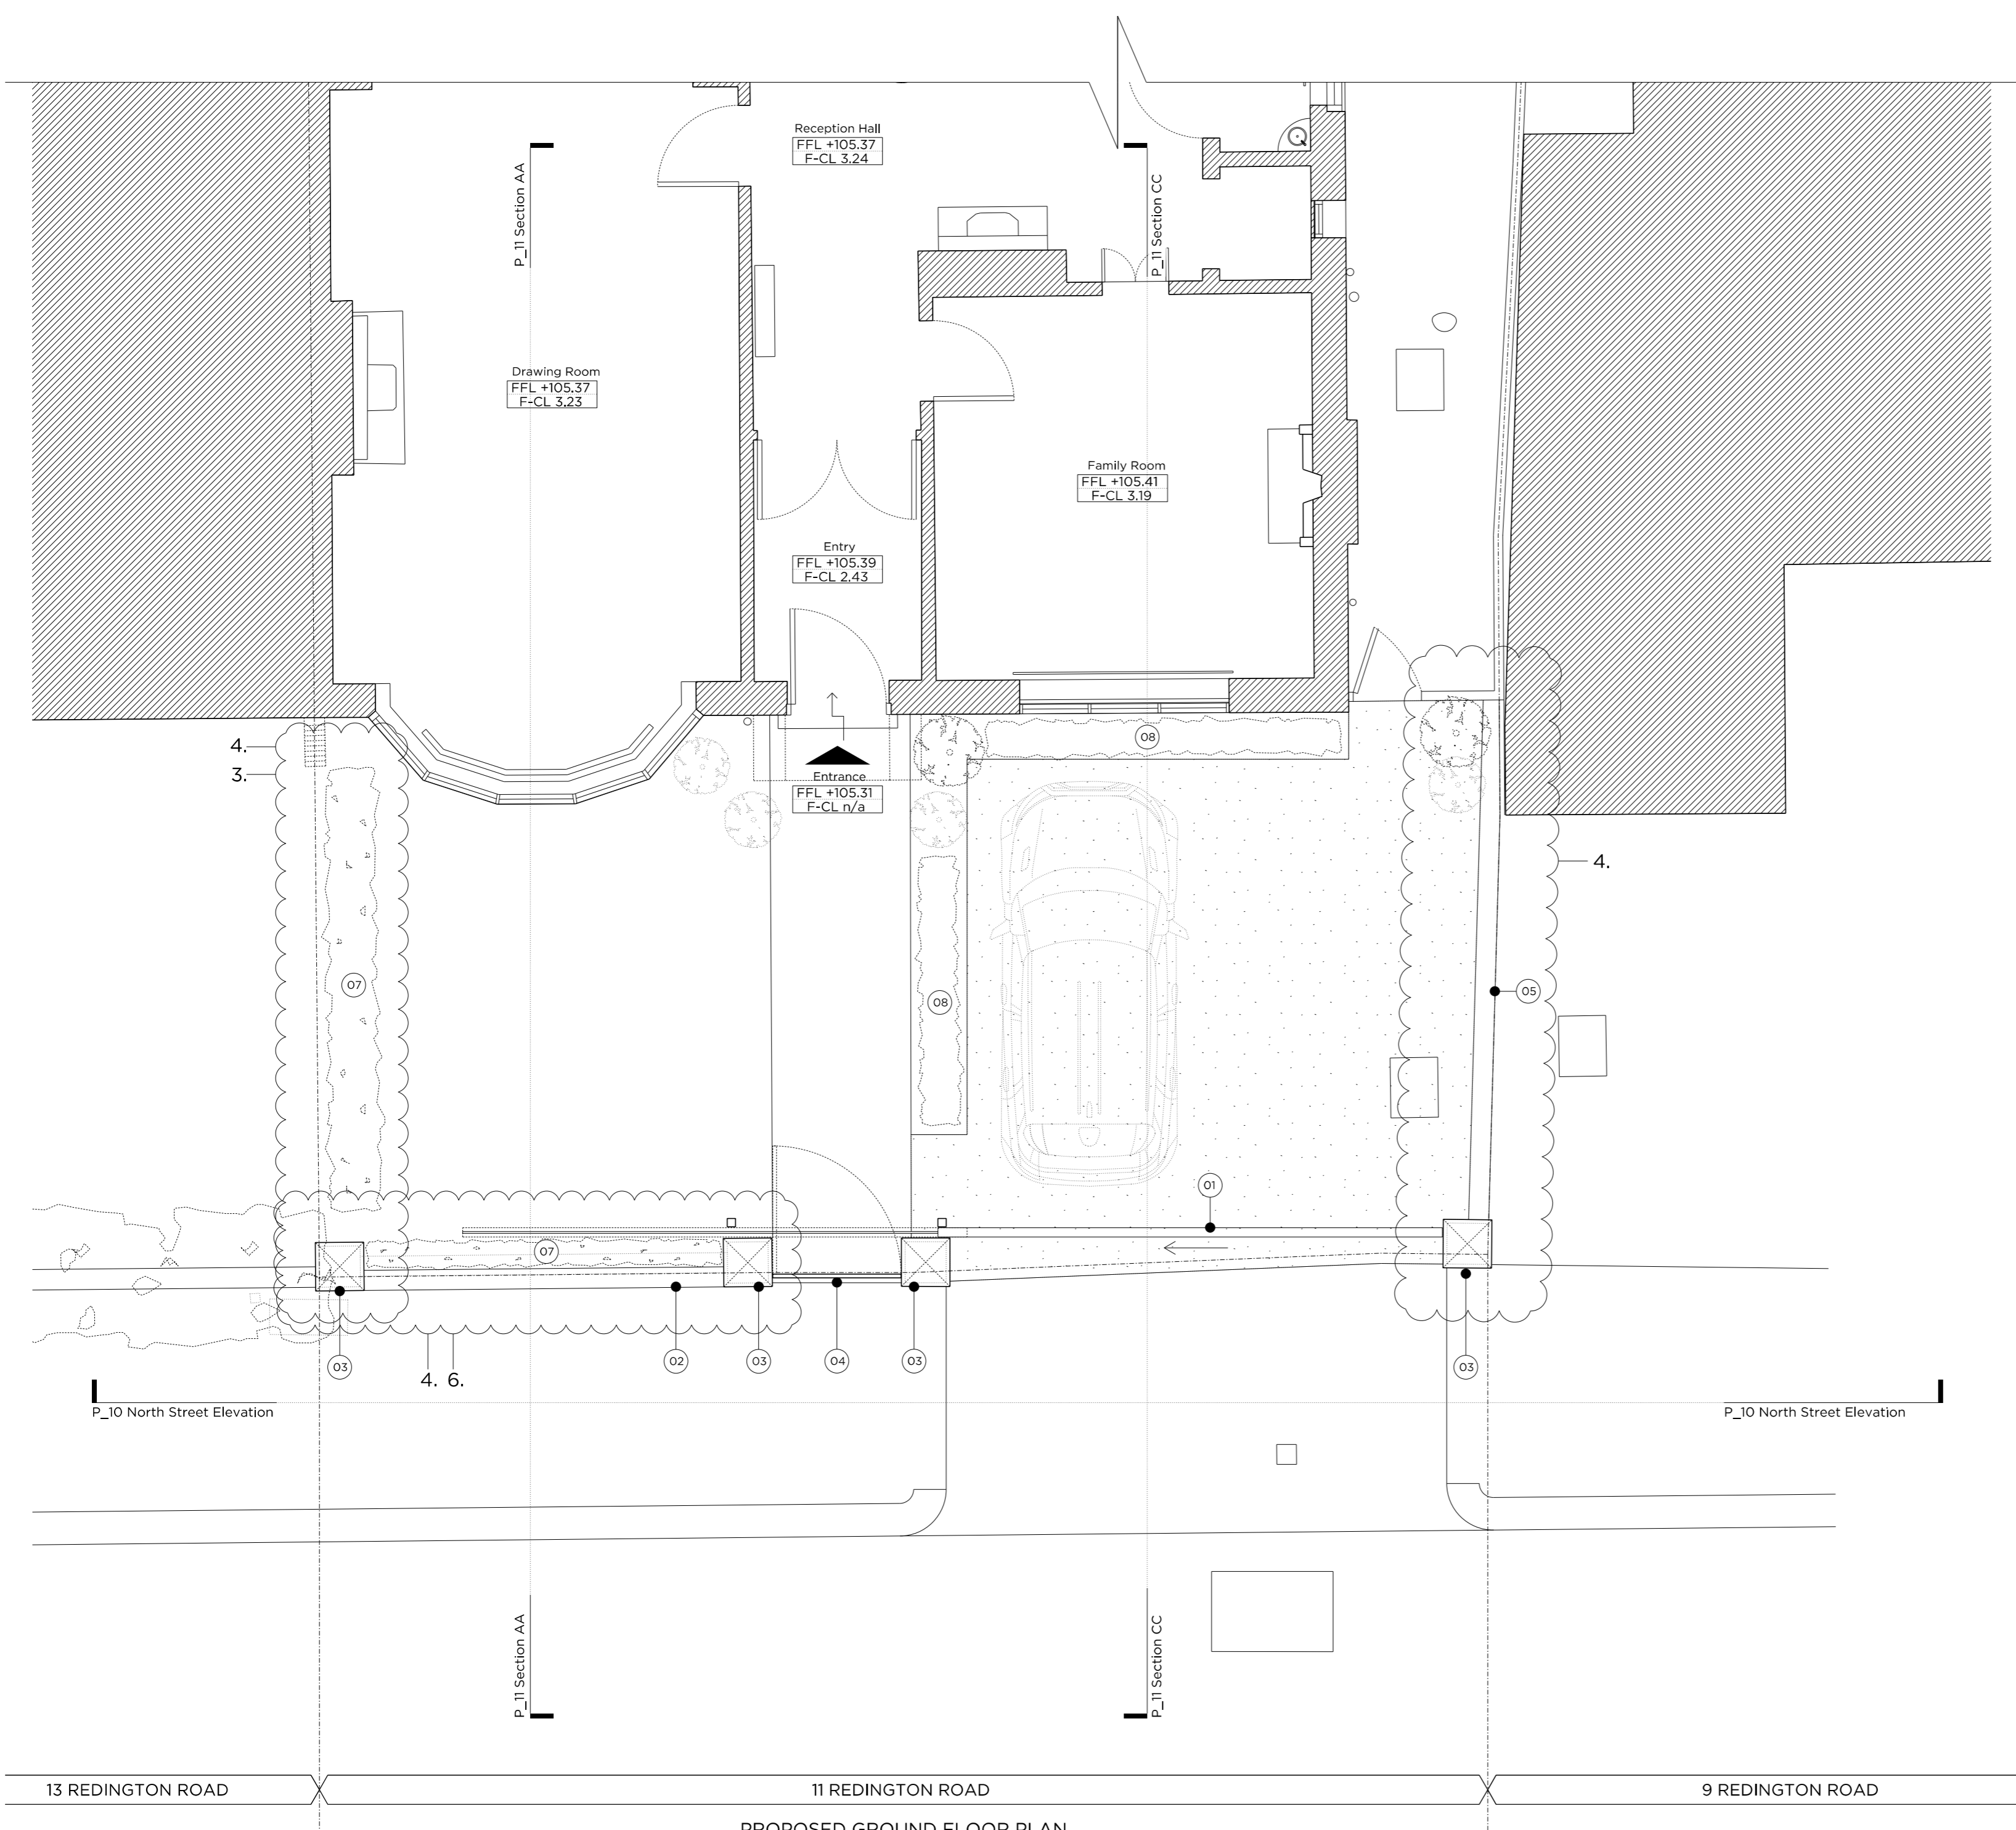 Reception Hall
FFL +105.37
F-CL 3.24
P_11 Section AA
P_11 Section CC
Drawing Room
FFL +105.37
F-CL 3.23
Family Room
FFL +105.41
F-CL 3.19
Entry
FFL +105.39
F-CL 2.43
4.
3.
08
Entrance
FFL +105.31
F-CL n/a
4.
07
08
05
01
07
03
02
03
04
03
03
4. 6.
P_10 North Street Elevation
P_10 North Street Elevation
P_11 Section AA
P_11 Section CC
13 REDINGTON ROAD
11 REDINGTON ROAD
9 REDINGTON ROAD
PROPOSED GROUND FLOOR PLAN